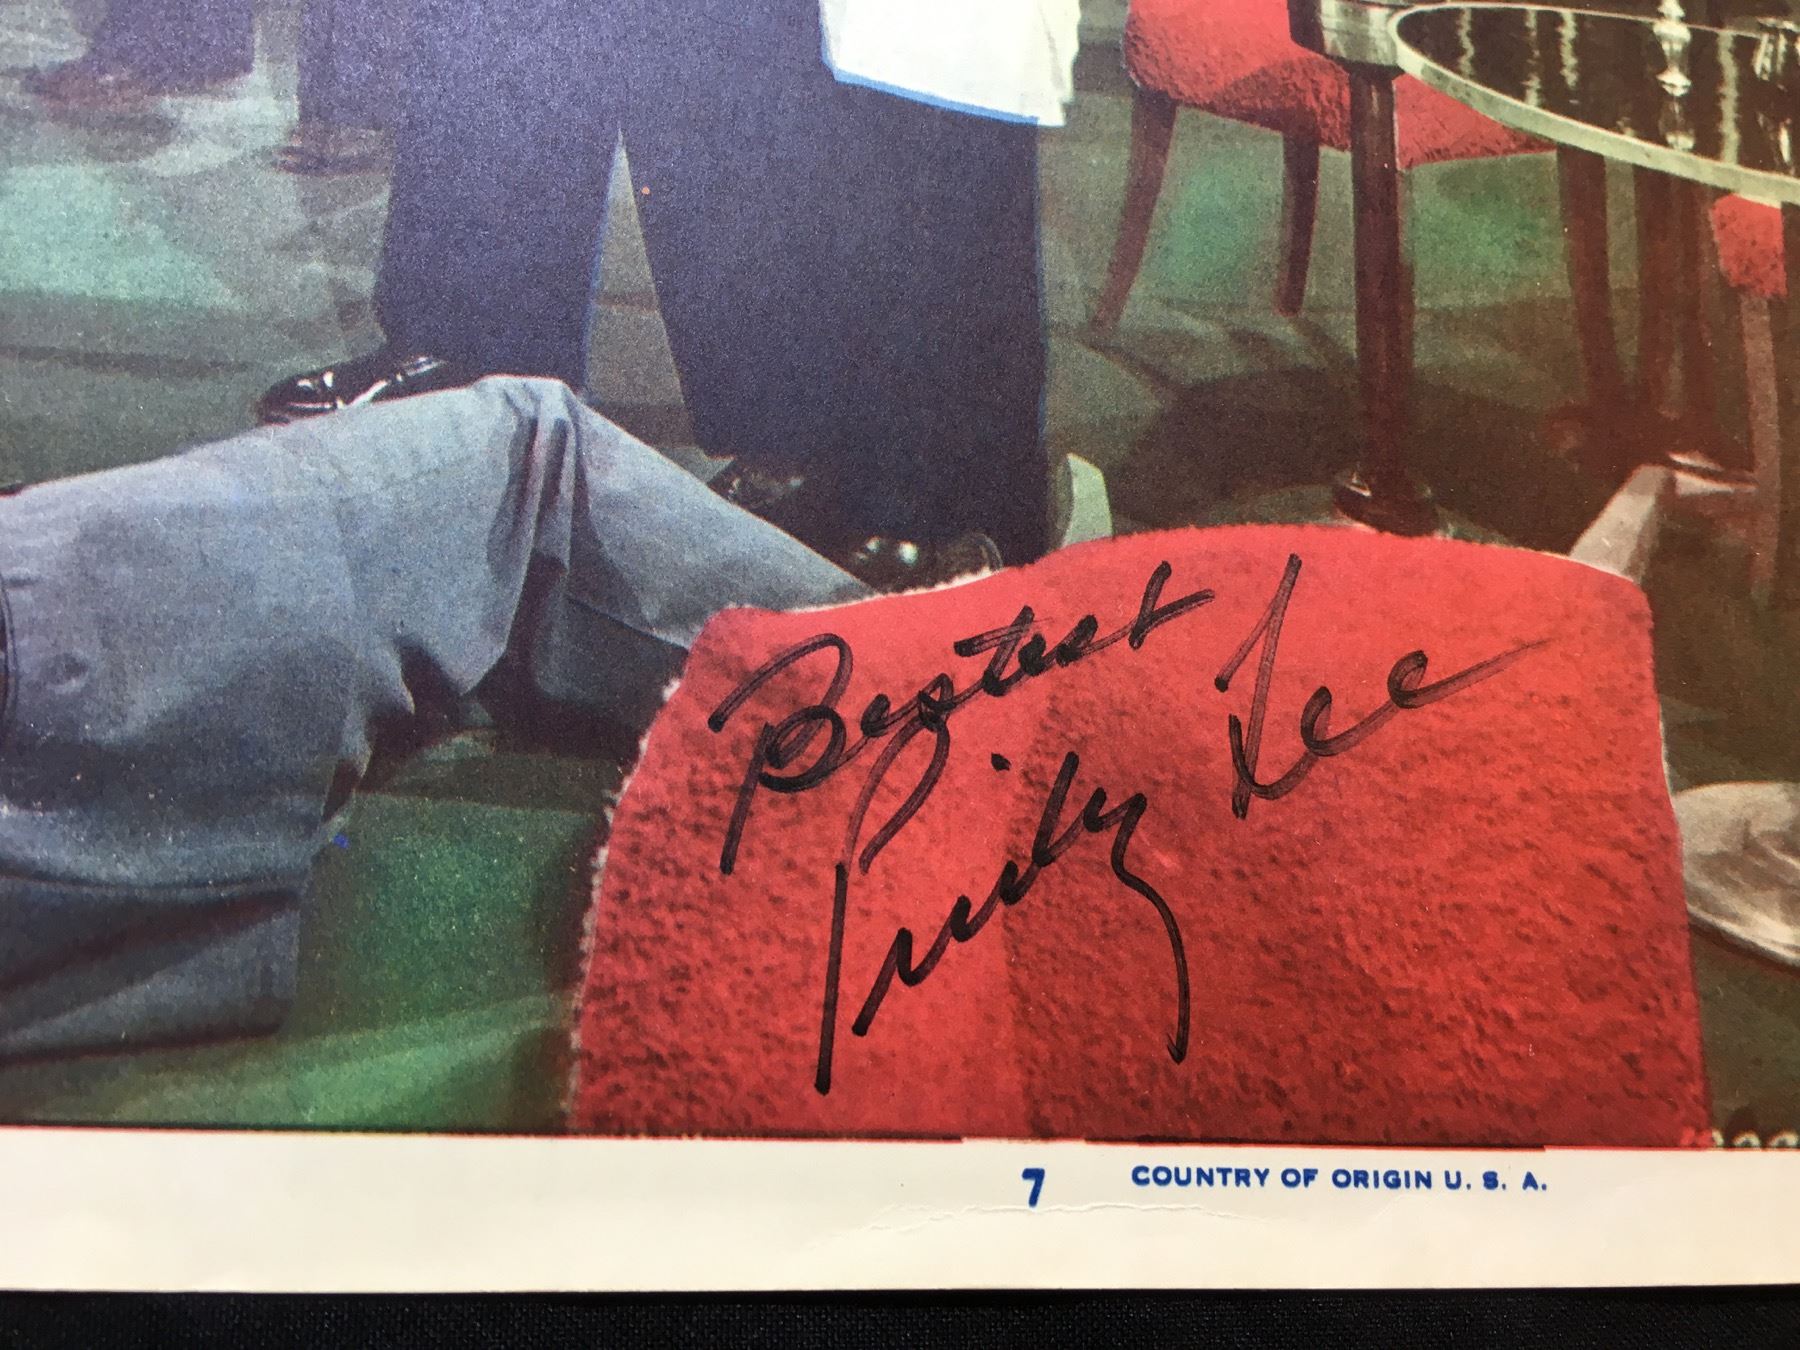 Bestest
Pinky Lee
7 COUNTRY OF ORIGIN U. S. A.